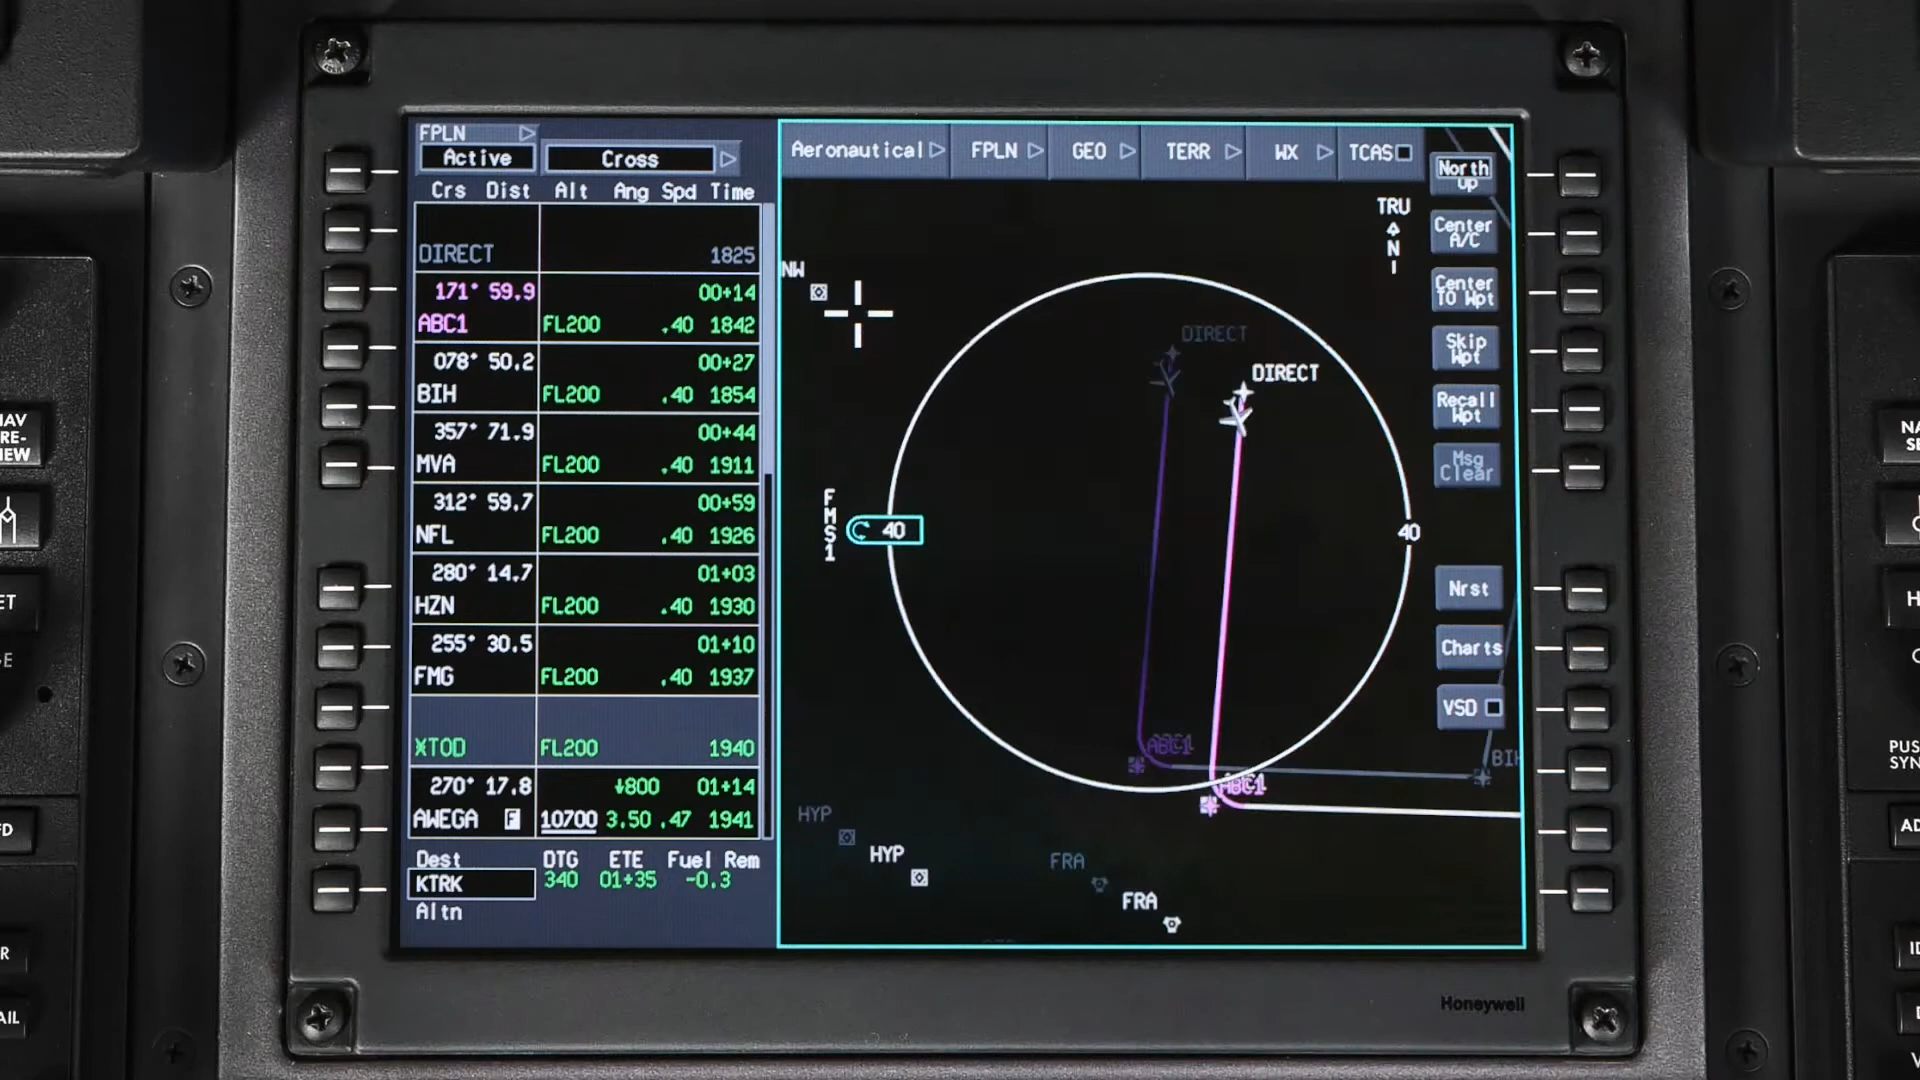 FPLN
Active
Cross
Crs Dist Alt Ang Spd Time
DIRECT 1825
171° 59.9 00+14
ABC1 FL200 .40 1842
078° 50.2 00+27
BIH FL200 .40 1854
357° 71.9 00+44
MVA FL200 .40 1911
312° 59.7 00+59
NFL FL200 .40 1926
280° 14.7 01+03
HZN FL200 .40 1930
255° 30.5 01+10
FMG FL200 .40 1937
XTOD FL200 1940
270° 17.8 ↓800 01+14
AWEGA F 10700 3.50 .47 1941
Dest DTG ETE Fuel Rem
KTRK 340 01+35 -0.3
Altn
Aeronautical FPLN GEO TERR WX TCAS
North Up
Center A/C
Center TO Wpt
Skip Wpt
Recall Wpt
Msg Clear
Nrst
Charts
VSD
TRU
N
NW
DIRECT
DIRECT
FMS1
40
40
ABC1
ABC1
BIH
HYP
HYP
FRA
FRA
Honeywell